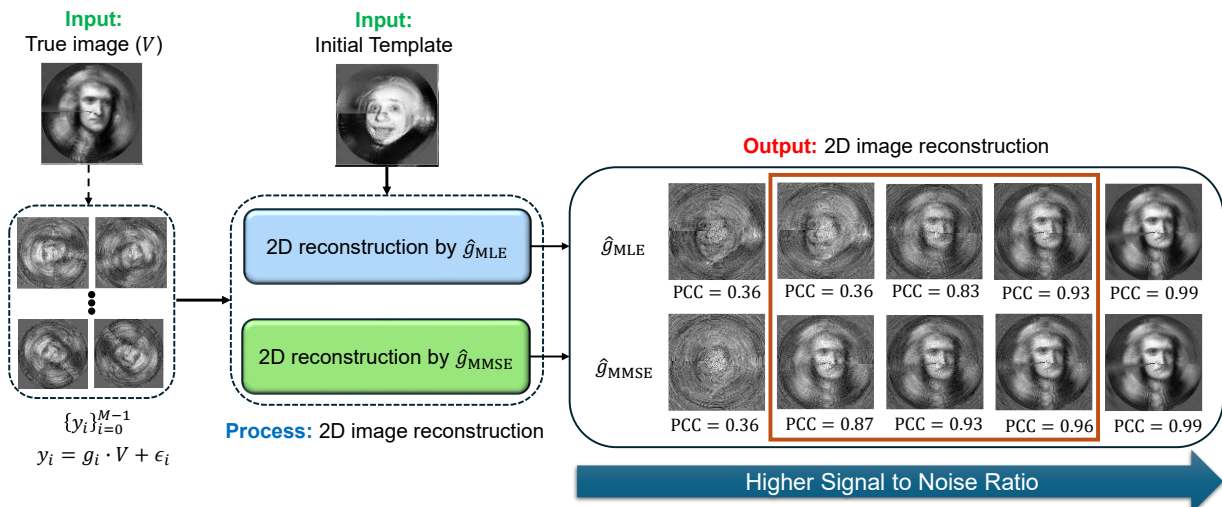 Input:
True image (V)
Input:
Initial Template
{y_i}_{i=0}^{M-1}
y_i = g_i · V + ϵ_i
2D reconstruction by ĝ_MLE
2D reconstruction by ĝ_MMSE
Process: 2D image reconstruction
Output: 2D image reconstruction
ĝ_MLE
PCC = 0.36 PCC = 0.36 PCC = 0.83 PCC = 0.93 PCC = 0.99
ĝ_MMSE
PCC = 0.36 PCC = 0.87 PCC = 0.93 PCC = 0.96 PCC = 0.99
Higher Signal to Noise Ratio